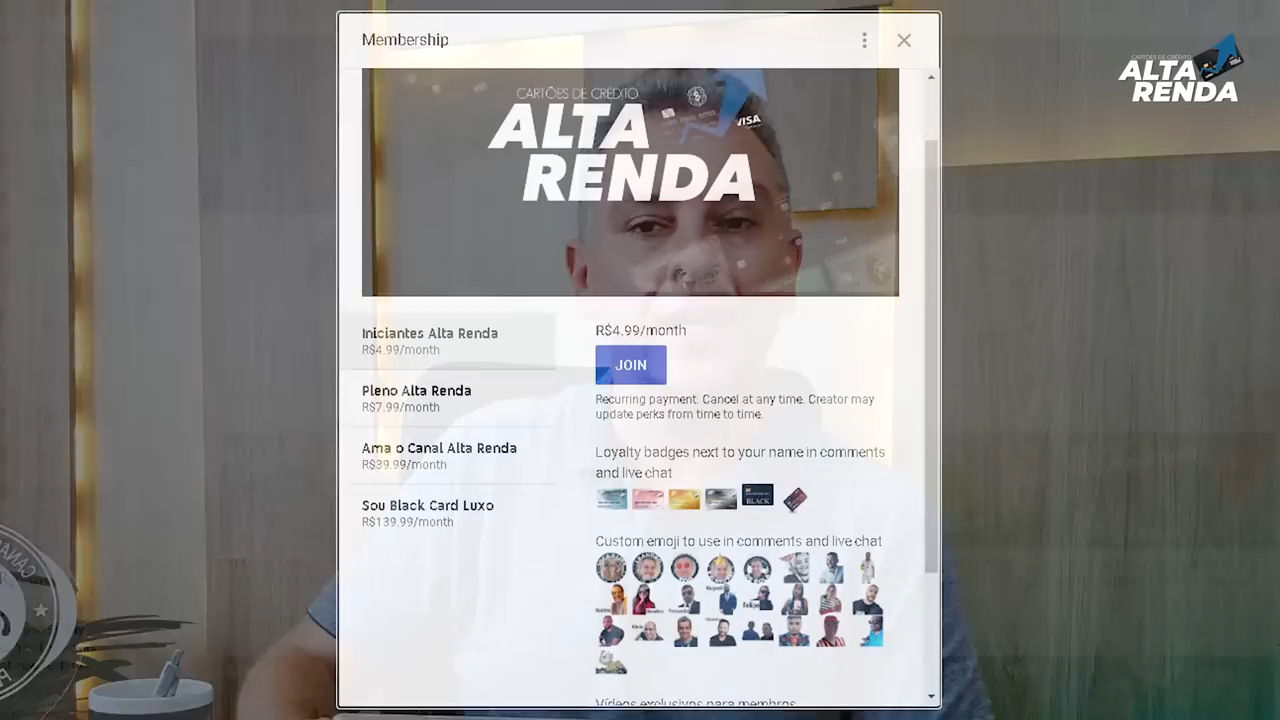 Membership
CARTÕES DE CRÉDITO
ALTA
RENDA
VISA
CARTÕES DE CRÉDITO
ALTA
RENDA
Iniciantes Alta Renda
R$4.99/month
Pleno Alta Renda
R$7.99/month
Ama o Canal Alta Renda
R$39.99/month
Sou Black Card Luxo
R$139.99/month
R$4.99/month
JOIN
Recurring payment. Cancel at any time. Creator may
update perks from time to time.
Loyalty badges next to your name in comments
and live chat
BLACK
Custom emoji to use in comments and live chat
Vídeos exclusivos para membros